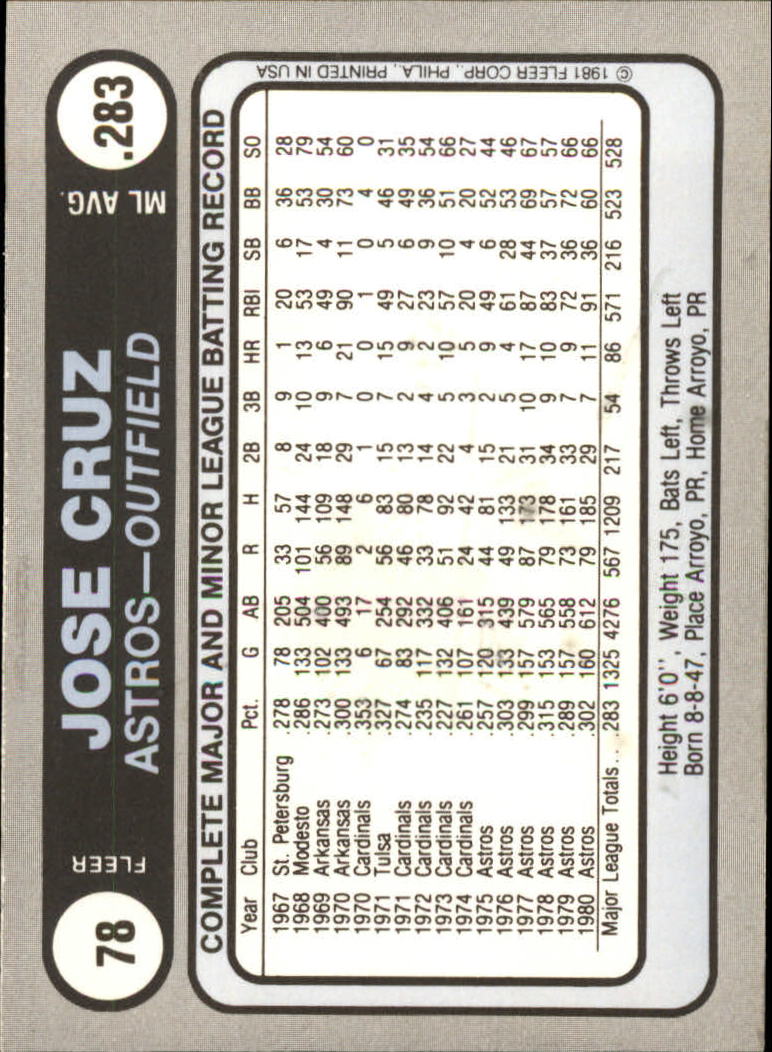 78
FLEER
JOSE CRUZ
ASTROS—OUTFIELD
ML AVG.
.283
COMPLETE MAJOR AND MINOR LEAGUE BATTING RECORD
Year Club Pct. G AB R H 2B 3B HR RBI SB BB SO
1967 St. Petersburg .278 78 205 33 57 8 9 1 20 6 36 28
1968 Modesto .286 133 504 101 144 24 10 13 53 17 53 79
1969 Arkansas .273 102 400 56 109 18 9 6 49 4 30 54
1970 Arkansas .300 133 493 89 148 29 7 21 90 11 73 60
1970 Cardinals .353 6 17 2 6 1 0 0 1 0 4 0
1971 Tulsa .327 67 254 56 83 15 7 15 49 5 46 31
1971 Cardinals .274 83 292 46 80 13 2 9 27 6 49 35
1972 Cardinals .235 117 332 33 78 14 4 2 23 9 36 54
1973 Cardinals .227 132 406 51 92 22 5 10 57 10 51 66
1974 Cardinals .261 107 161 24 42 4 3 5 20 4 20 27
1975 Astros .257 120 315 44 81 15 2 9 49 6 52 44
1976 Astros .303 133 439 49 133 21 5 4 61 28 53 46
1977 Astros .299 157 579 87 173 31 10 17 87 44 69 67
1978 Astros .315 153 565 79 178 34 9 10 83 37 57 57
1979 Astros .289 157 558 73 161 33 7 9 72 36 72 66
1980 Astros .302 160 612 79 185 29 7 11 91 36 60 66
Major League Totals. . .283 1325 4276 567 1209 217 54 86 571 216 523 528
© 1981 FLEER CORP., PHILA., PRINTED IN USA
Height 6'0'', Weight 175, Bats Left, Throws Left
Born 8-8-47, Place Arroyo, PR, Home Arroyo, PR